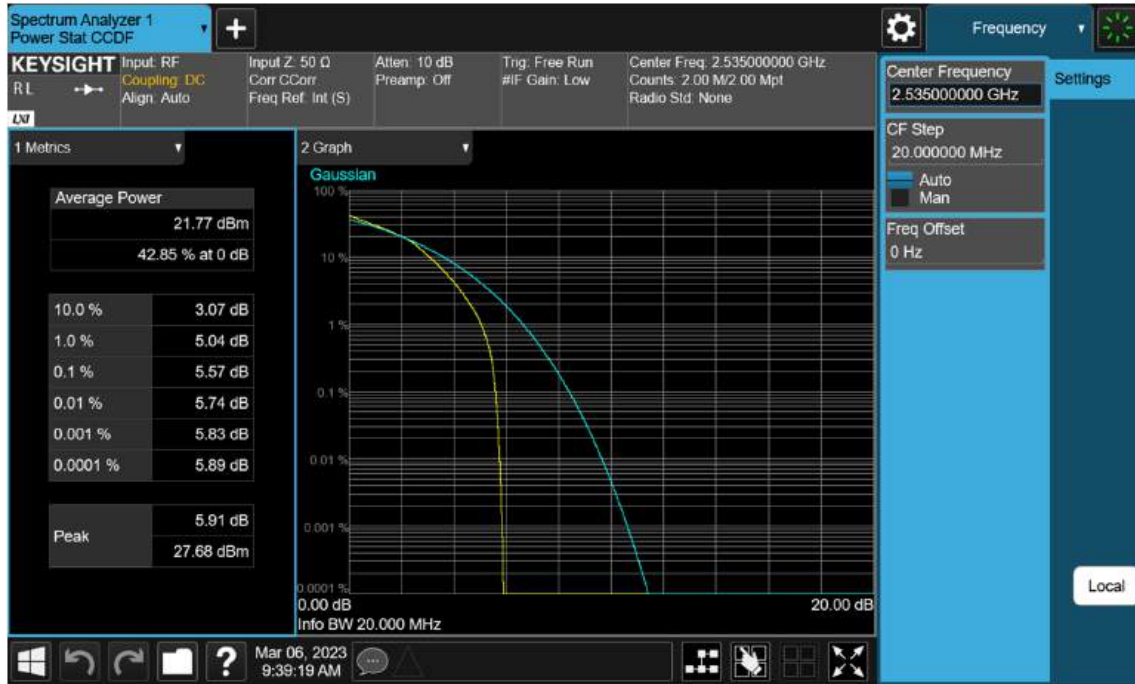 Spectrum Analyzer 1
Power Stat CCDF
+
Frequency
KEYSIGHT
RL
LXI
Input: RF
Coupling: DC
Align: Auto
Input Z: 50 Ω
Corr CCorr
Freq Ref: Int (S)
Atten: 10 dB
Preamp: Off
Trig: Free Run
#IF Gain: Low
Center Freq: 2.535000000 GHz
Counts: 2.00 M/2.00 Mpt
Radio Std: None
Center Frequency
2.535000000 GHz
Settings
CF Step
20.000000 MHz
Auto
Man
Freq Offset
0 Hz
1 Metrics
Average Power
21.77 dBm
42.85 % at 0 dB
10.0 % 3.07 dB
1.0 % 5.04 dB
0.1 % 5.57 dB
0.01 % 5.74 dB
0.001 % 5.83 dB
0.0001 % 5.89 dB
Peak
5.91 dB
27.68 dBm
2 Graph
Gaussian
100 %
10 %
1 %
0.1 %
0.01 %
0.001 %
0.0001 %
0.00 dB 20.00 dB
Info BW 20.000 MHz
Local
?
Mar 06, 2023
9:39:19 AM